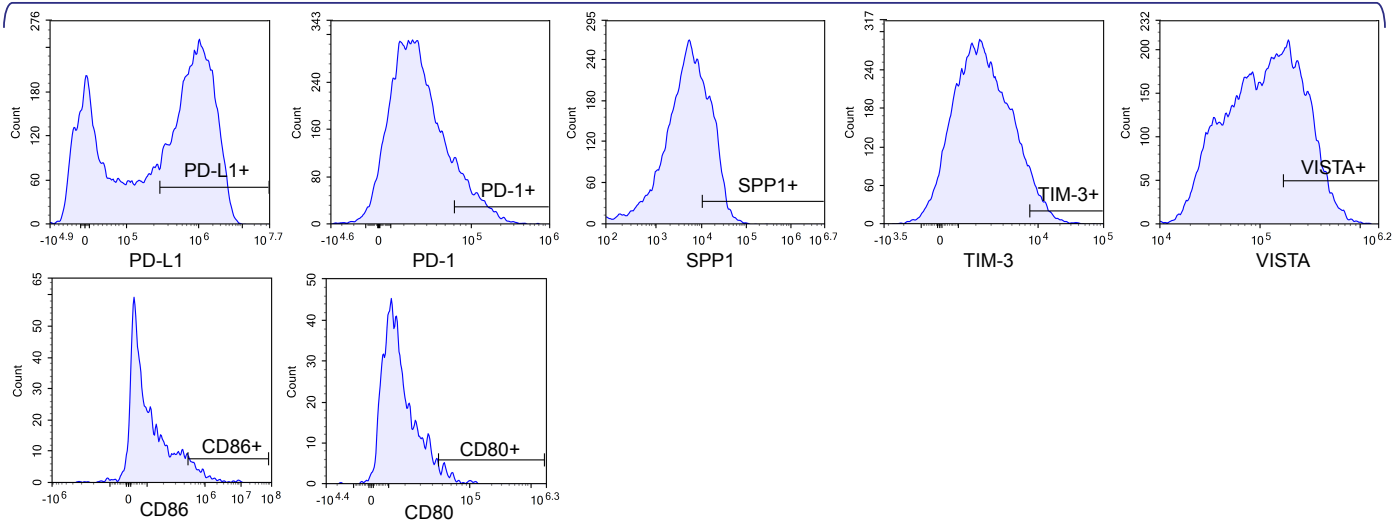 276
180
120
60
0
Count
PD-L1+
-10^4.9 0 10^5 10^6 10^7.7
PD-L1
343
240
160
80
0
Count
PD-1+
-10^4.6 0 10^5 10^6
PD-1
295
240
180
120
60
0
Count
SPP1+
10^2 10^3 10^4 10^5 10^6 10^6.7
SPP1
317
240
180
120
60
0
Count
TIM-3+
-10^3.5 0 10^4 10^5
TIM-3
232
200
150
100
50
0
Count
VISTA+
10^4 10^5 10^6.2
VISTA
65
50
40
30
20
10
0
Count
CD86+
-10^6 0 10^6 10^7 10^8
CD86
50
40
30
20
10
0
Count
CD80+
-10^4.4 0 10^5 10^6.3
CD80